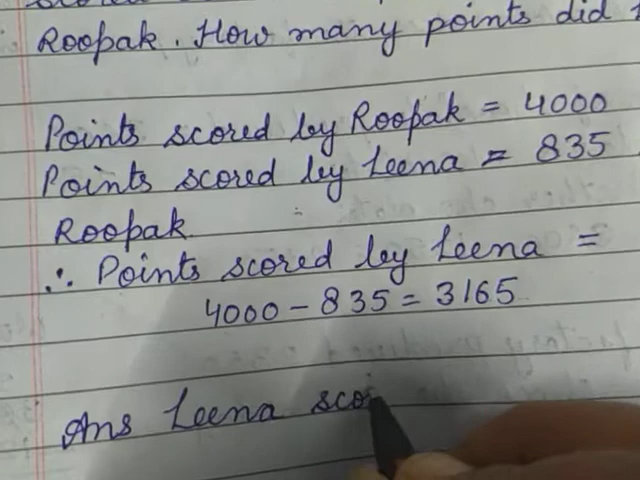 Roopak. How many points did
Points scored by Roopak = 4000
Points scored by Leena = 835
Roopak
∴ Points scored by Leena =
4000 - 835 = 3165
Ans Leena sco